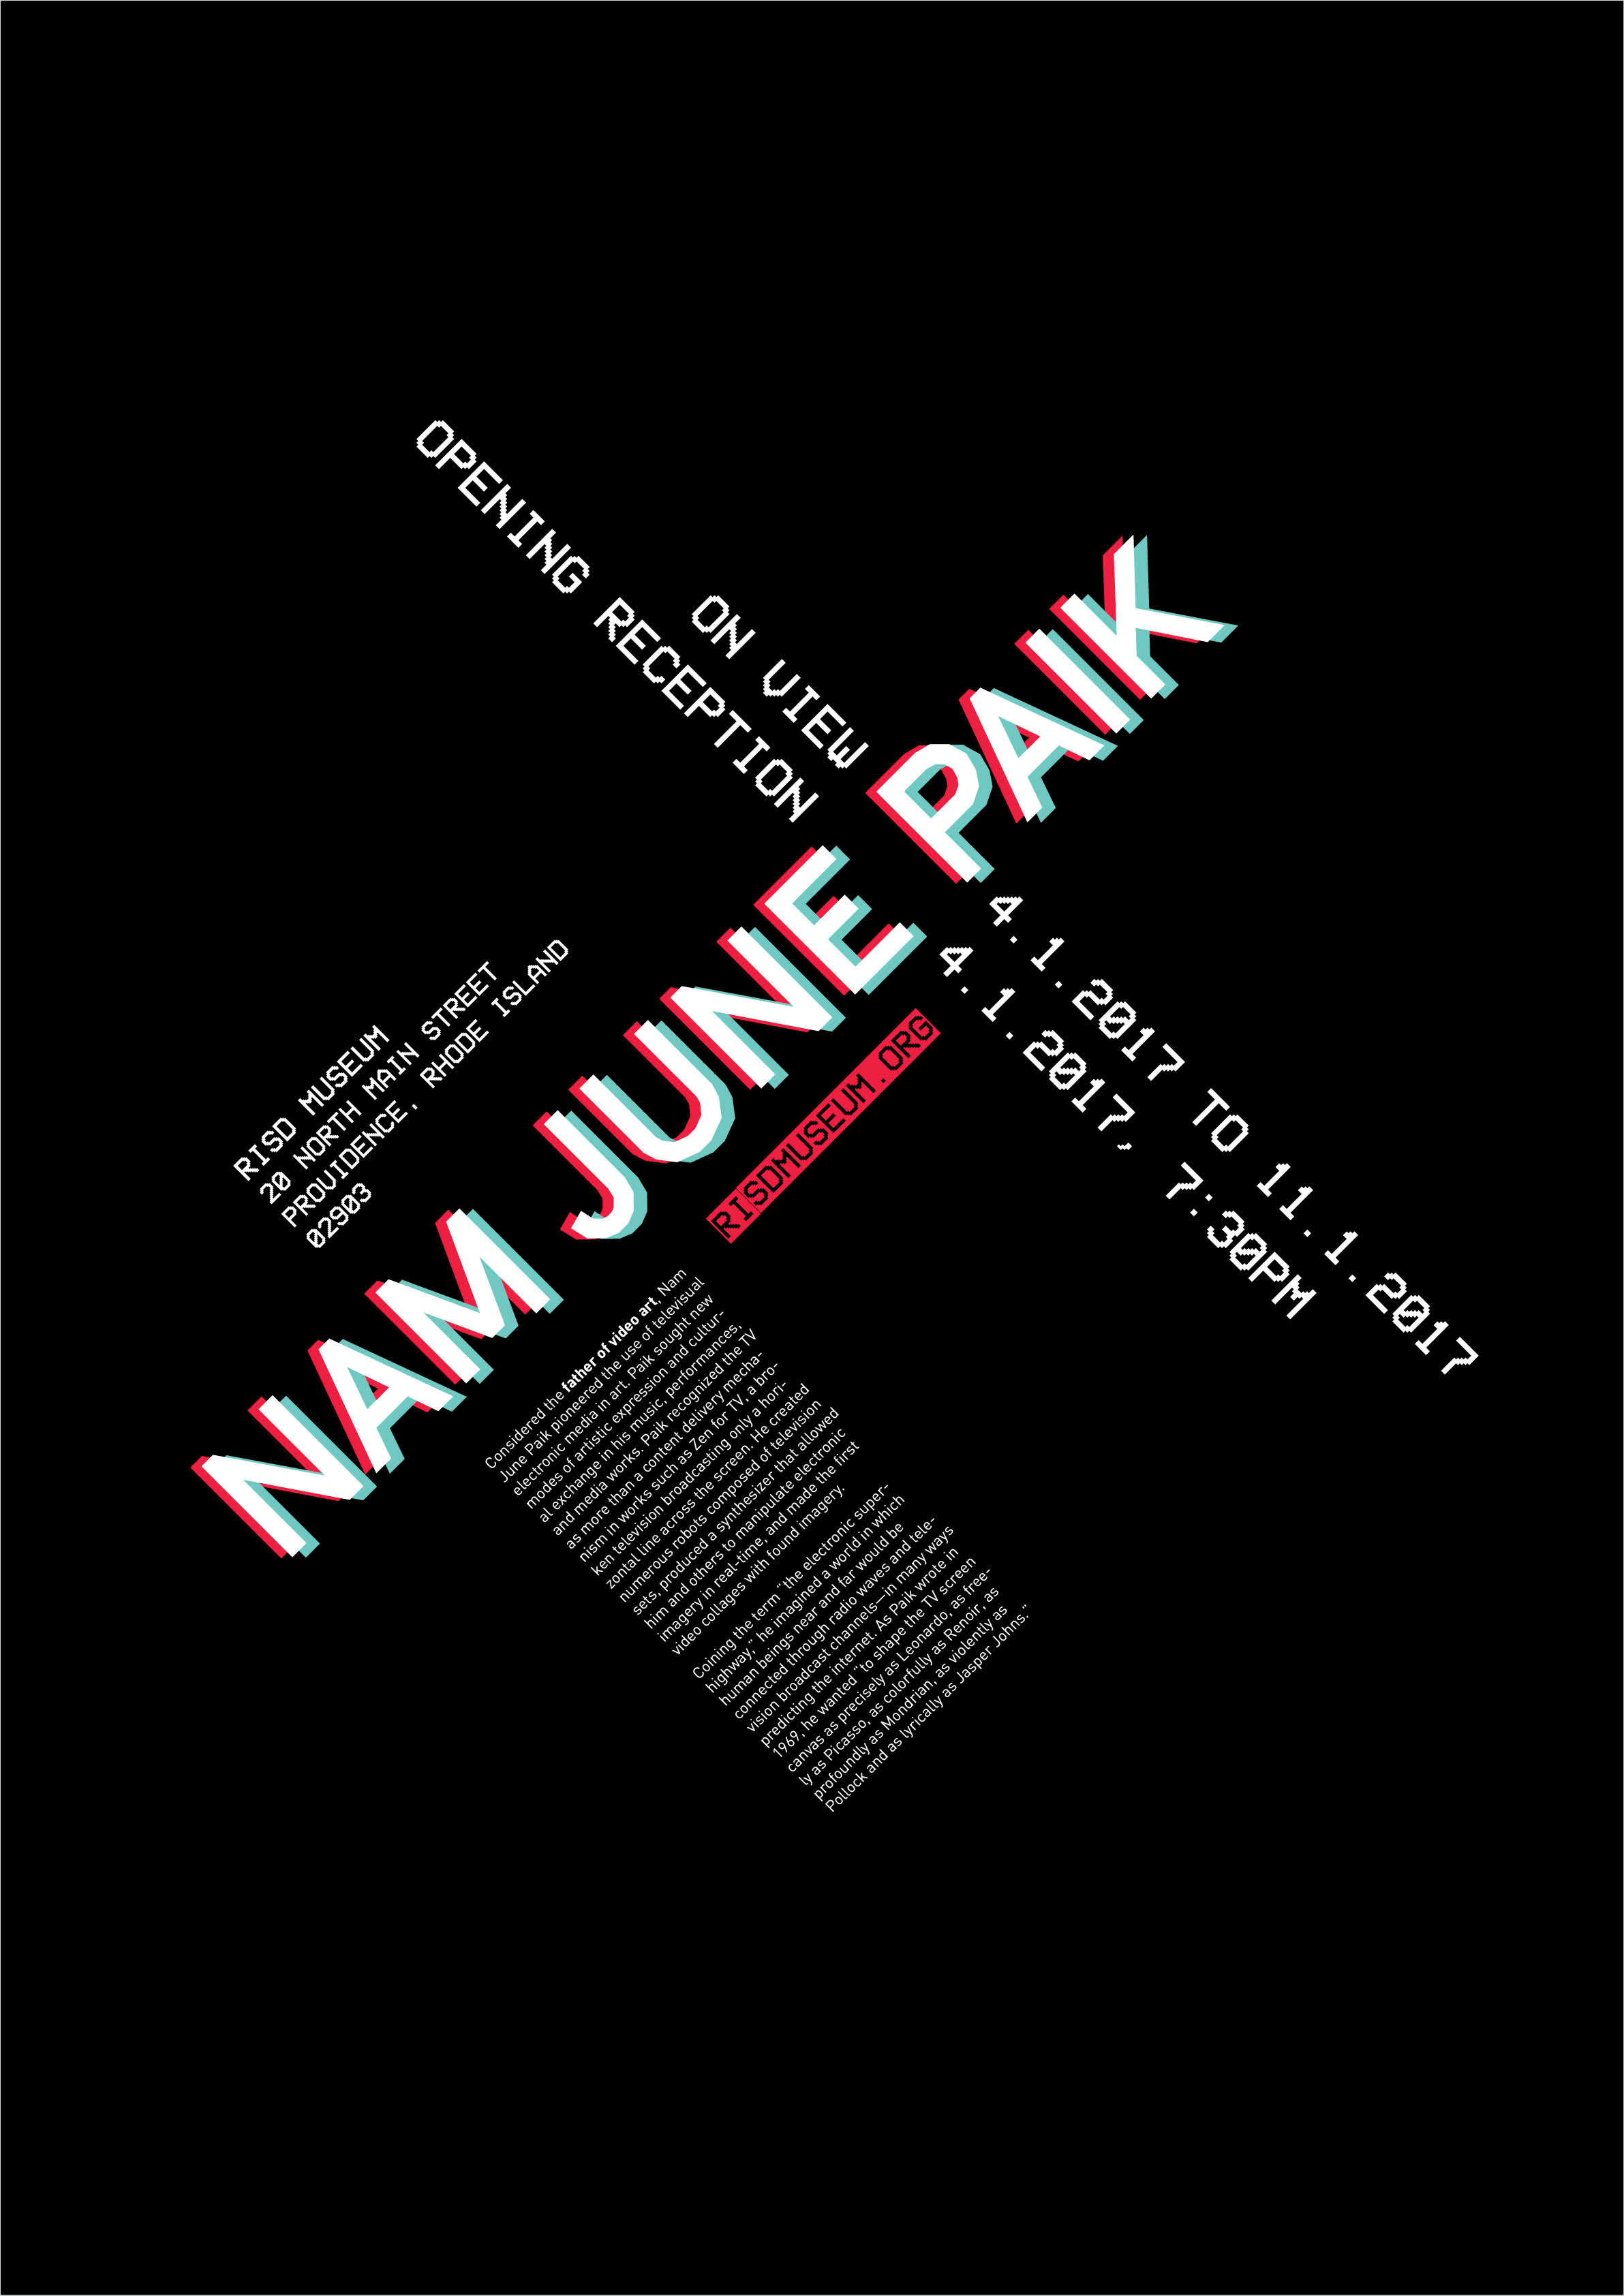 OPENING RECEPTION
ON VIEW
NAM JUNE PAIK
4.1.2017 TO 11.1.2017
4.1.2017, 7:30PM
RISD MUSEUM
20 NORTH MAIN STREET
PROVIDENCE, RHODE ISLAND
02903
RISDMUSEUM.ORG
Considered the father of video art, Nam
June Paik pioneered the use of televisual
electronic media in art. Paik sought new
modes of artistic expression and cultur-
al exchange in his music, performances,
and media works. Paik recognized the TV
as more than a content delivery mecha-
nism in works such as Zen for TV, a bro-
ken television broadcasting only a hori-
zontal line across the screen. He created
numerous robots composed of television
sets, produced a synthesizer that allowed
him and others to manipulate electronic
imagery in real-time, and made the first
video collages with found imagery.
Coining the term “the electronic super-
highway,” he imagined a world in which
human beings near and far would be
connected through radio waves and tele-
vision broadcast channels—in many ways
predicting the internet. As Paik wrote in
1969, he wanted “to shape the TV screen
canvas as precisely as Leonardo, as free-
ly as Picasso, as colorfully as Renoir, as
profoundly as Mondrian, as violently as
Pollock and as lyrically as Jasper Johns.”